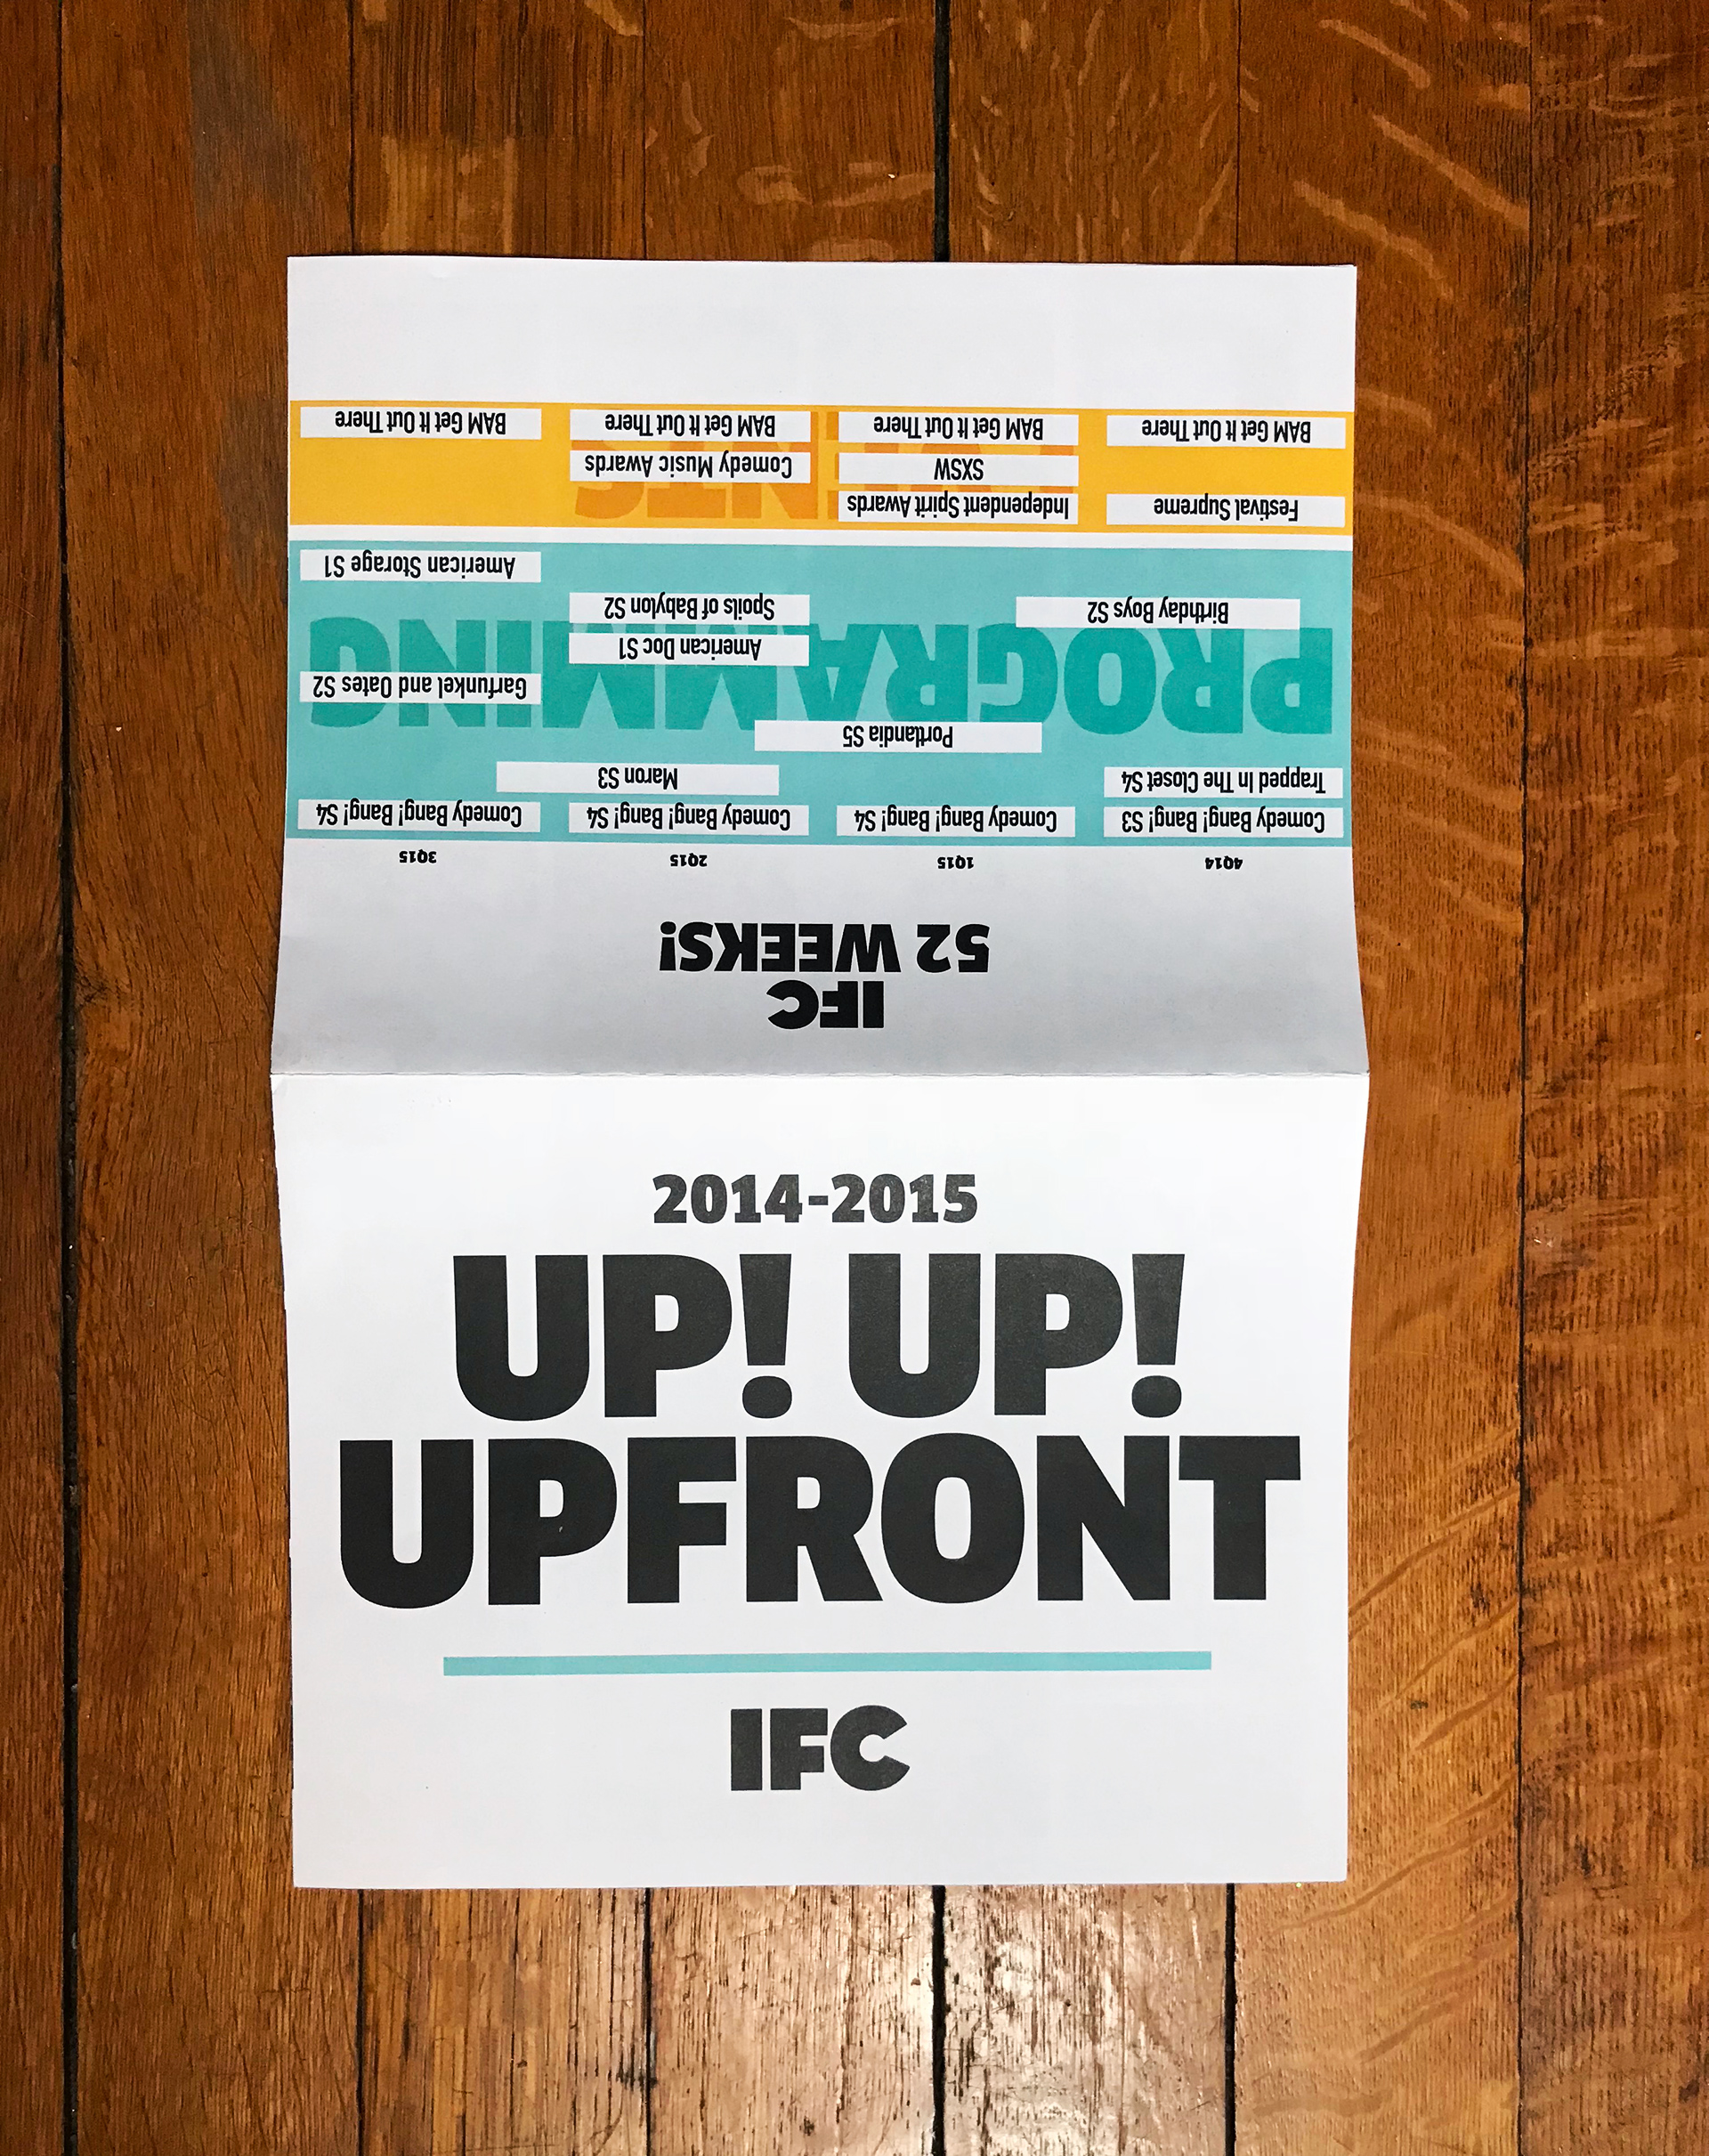 2014-2015
UP! UP!
UPFRONT
IFC
IFC
52 WEEKS!
4Q14 1Q15 2Q15 3Q15
Comedy Bang! Bang! S3 Comedy Bang! Bang! S4 Comedy Bang! Bang! S4 Comedy Bang! Bang! S4
Trapped In The Closet S4 Maron S3
Portlandia S5
PROGRAMMING
Garfunkel and Oates S2
American Doc S1
Birthday Boys S2 Spoils of Babylon S2
American Storage S1
Festival Supreme Independent Spirit Awards
SXSW Comedy Music Awards
BAM Get It Out There BAM Get It Out There BAM Get It Out There BAM Get It Out There